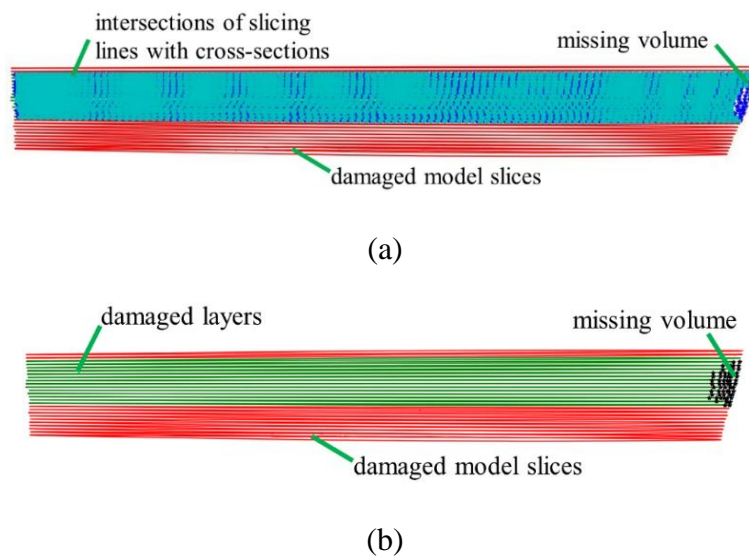 intersections of slicing
lines with cross-sections
missing volume
damaged model slices
(a)
damaged layers
missing volume
damaged model slices
(b)